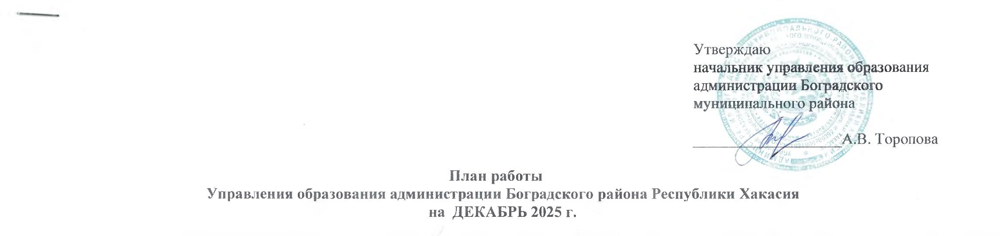 Утверждаю
начальник управления образования
администрации Боградского
муниципального района
А.В. Торопова
План работы
Управления образования администрации Боградского района Республики Хакасия
на ДЕКАБРЬ 2025 г.